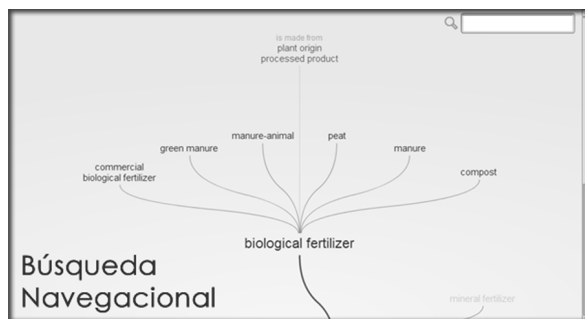 is made from
plant origin
processed product
manure-animal
peat
green manure
manure
commercial
biological fertilizer
compost
biological fertilizer
Búsqueda
Navegacional
mineral fertilizer